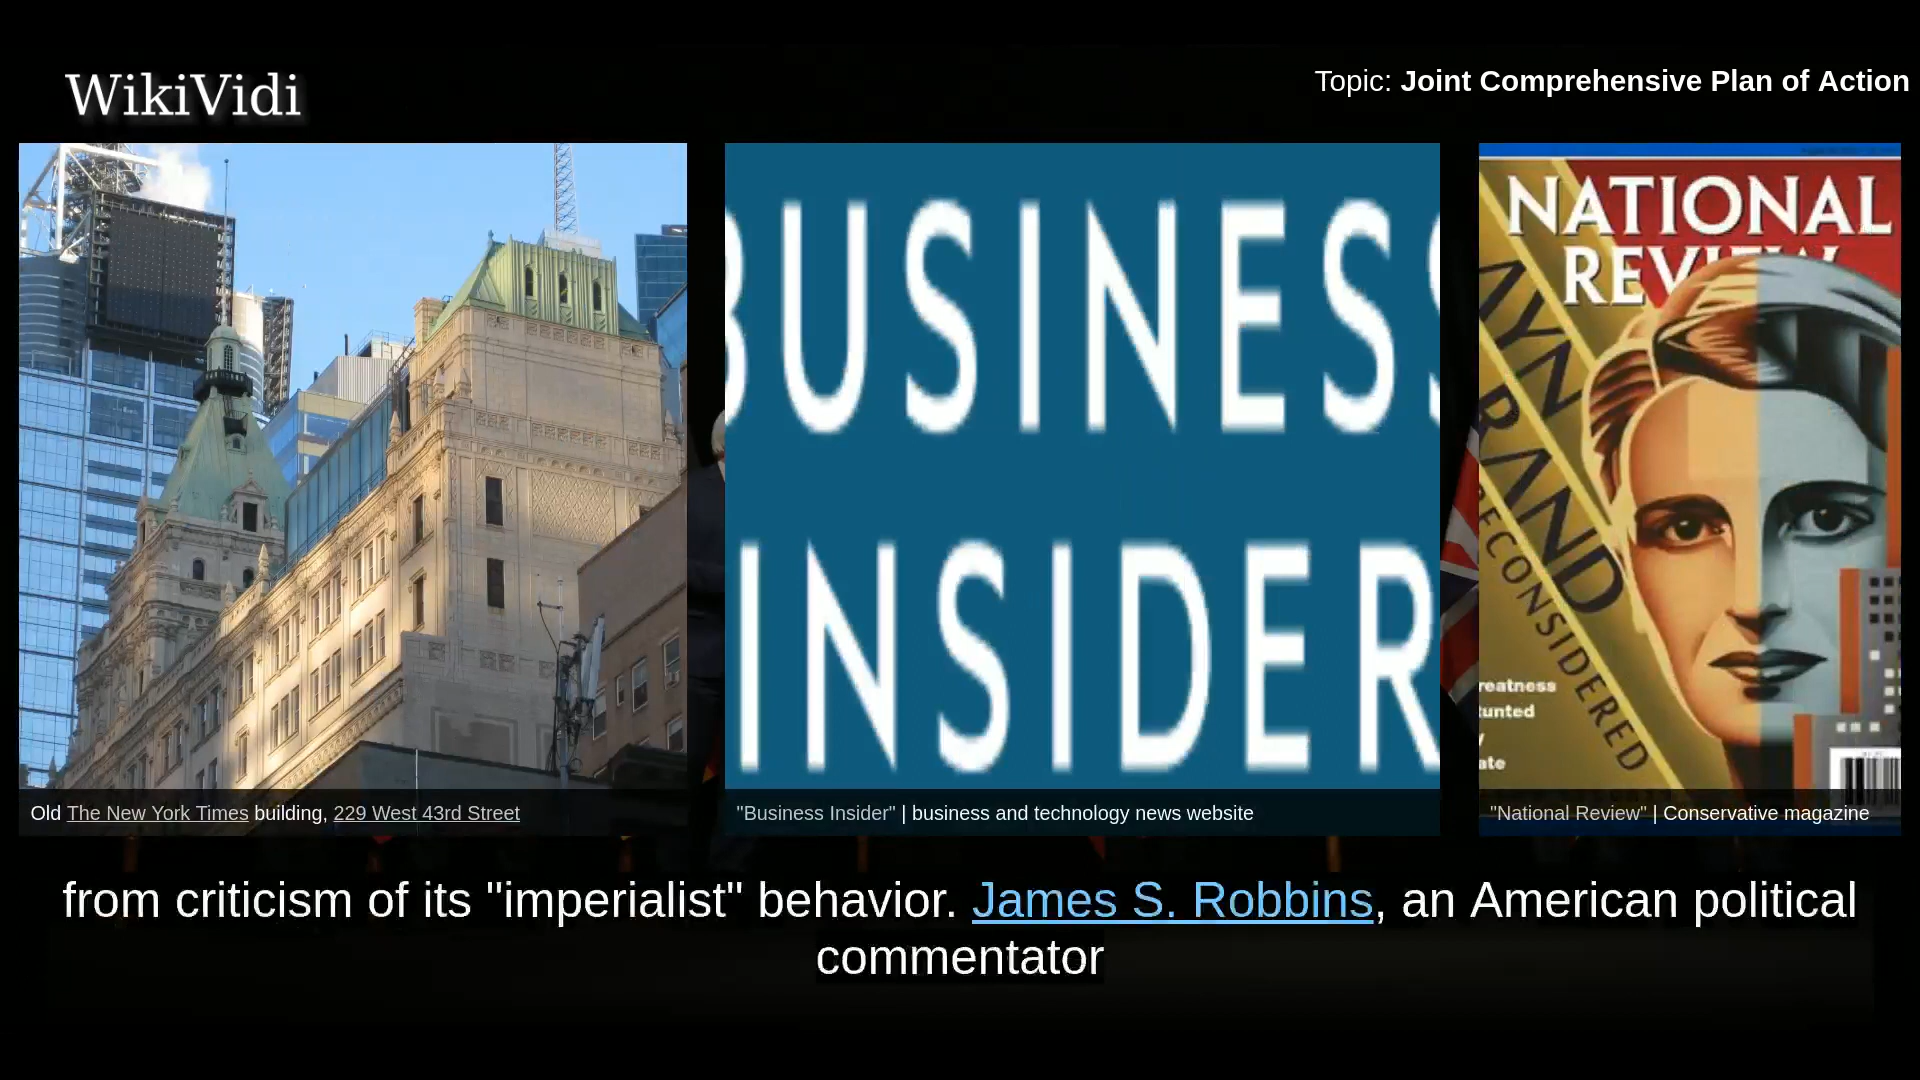 WikiVidi
Topic: Joint Comprehensive Plan of Action
BUSINESS
INSIDER
NATIONAL
REVIEW
AYN RAND
RECONSIDERED
reatness
unted
y
ate
Old The New York Times building, 229 West 43rd Street
"Business Insider" | business and technology news website
"National Review" | Conservative magazine
from criticism of its "imperialist" behavior. James S. Robbins, an American political
commentator